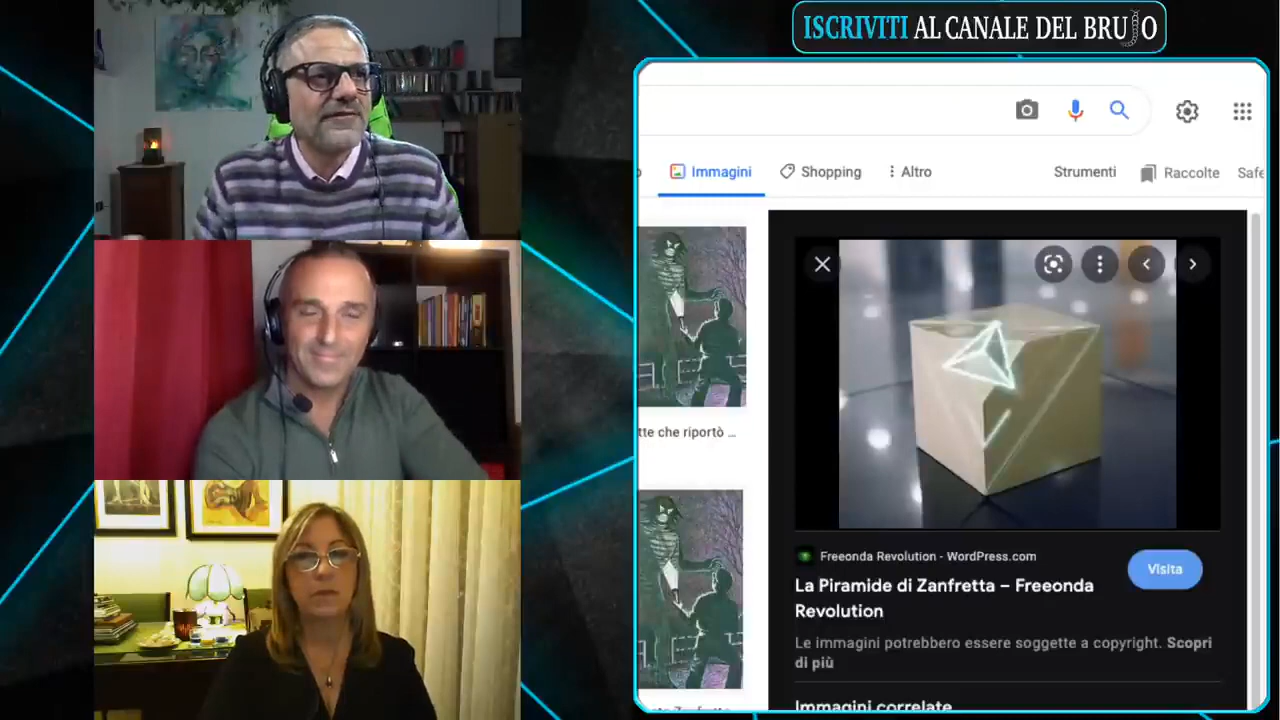 ISCRIVITI AL CANALE DEL BRUJO
Immagini
Shopping
Altro
Strumenti
Raccolte
Safe
tte che riportò ...
Freeonda Revolution - WordPress.com
Visita
La Piramide di Zanfretta – Freeonda
Revolution
Le immagini potrebbero essere soggette a copyright. Scopri
di più
Immagini correlate